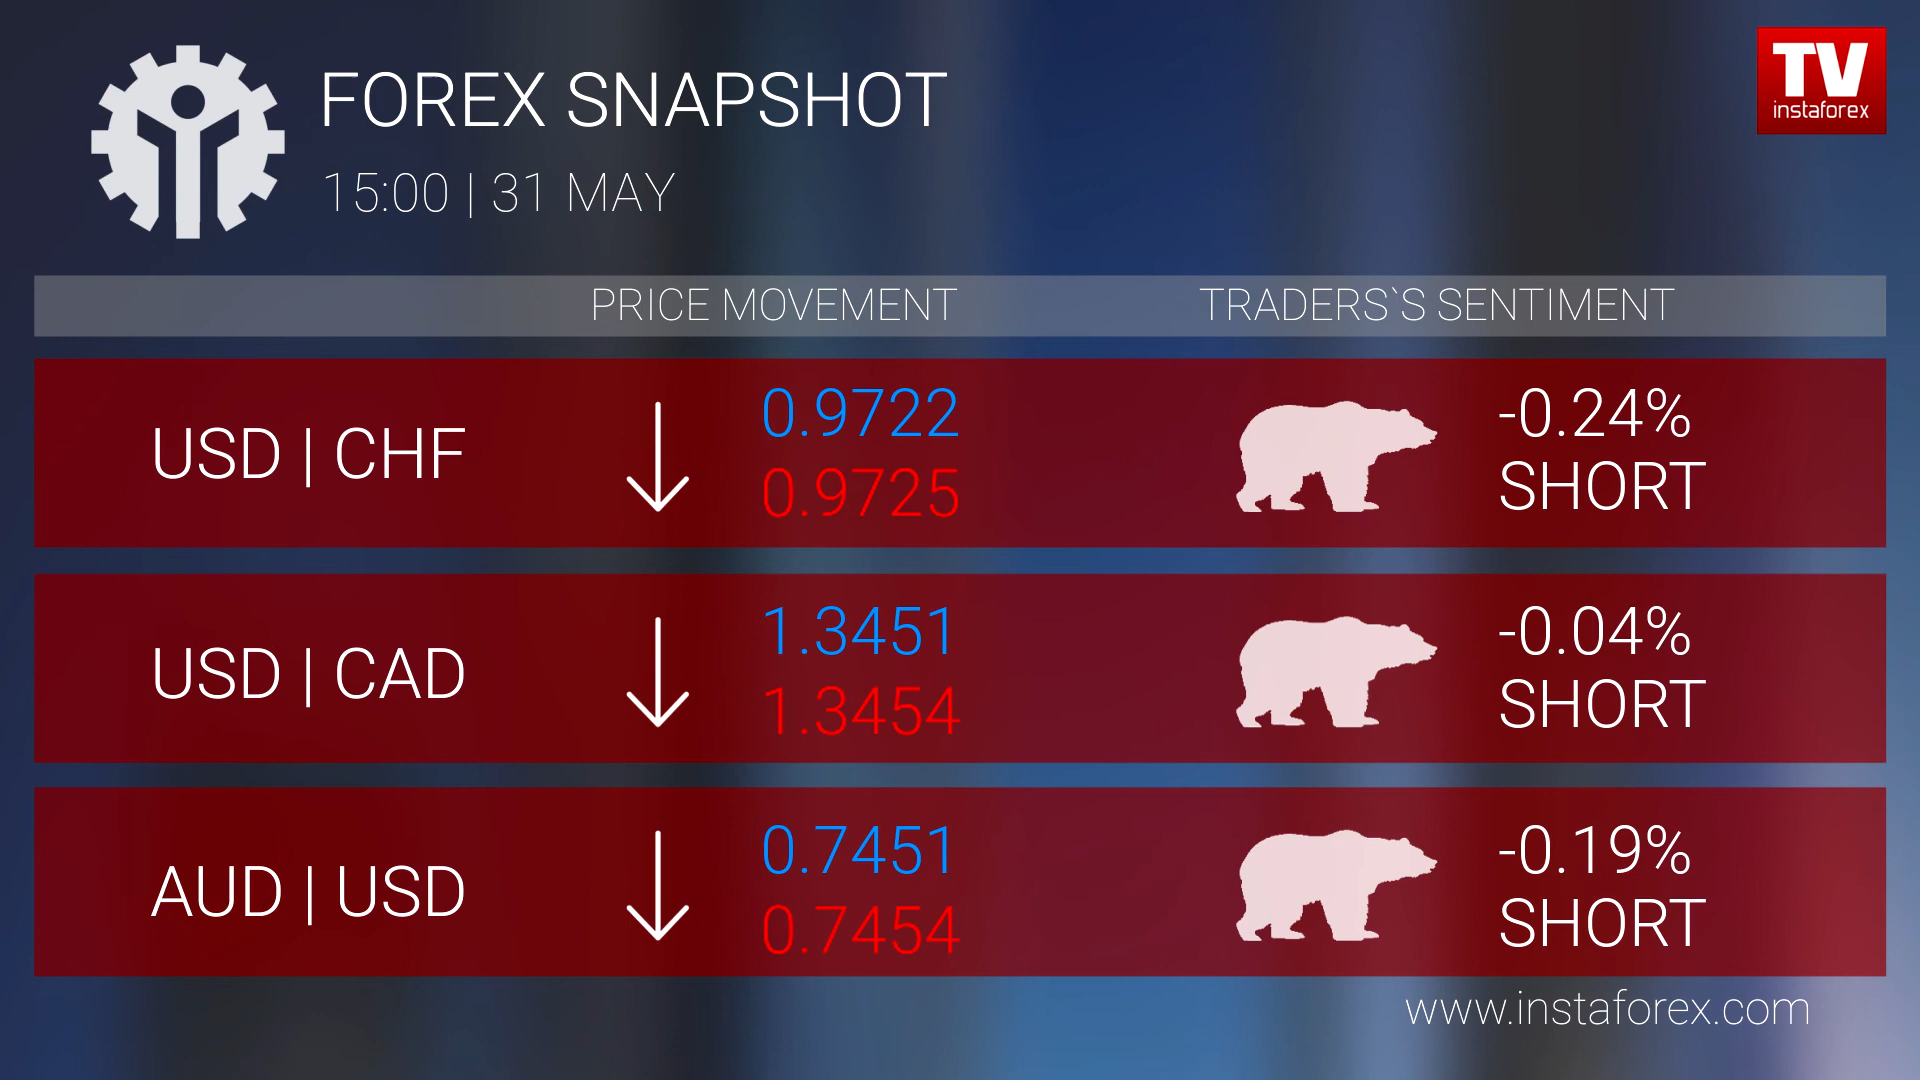 FOREX SNAPSHOT
TV
instaforex
15:00 | 31 MAY
PRICE MOVEMENT TRADERS`S SENTIMENT
USD | CHF
0.9722
0.9725
-0.24%
SHORT
USD | CAD
1.3451
1.3454
-0.04%
SHORT
AUD | USD
0.7451
0.7454
-0.19%
SHORT
www.instaforex.com